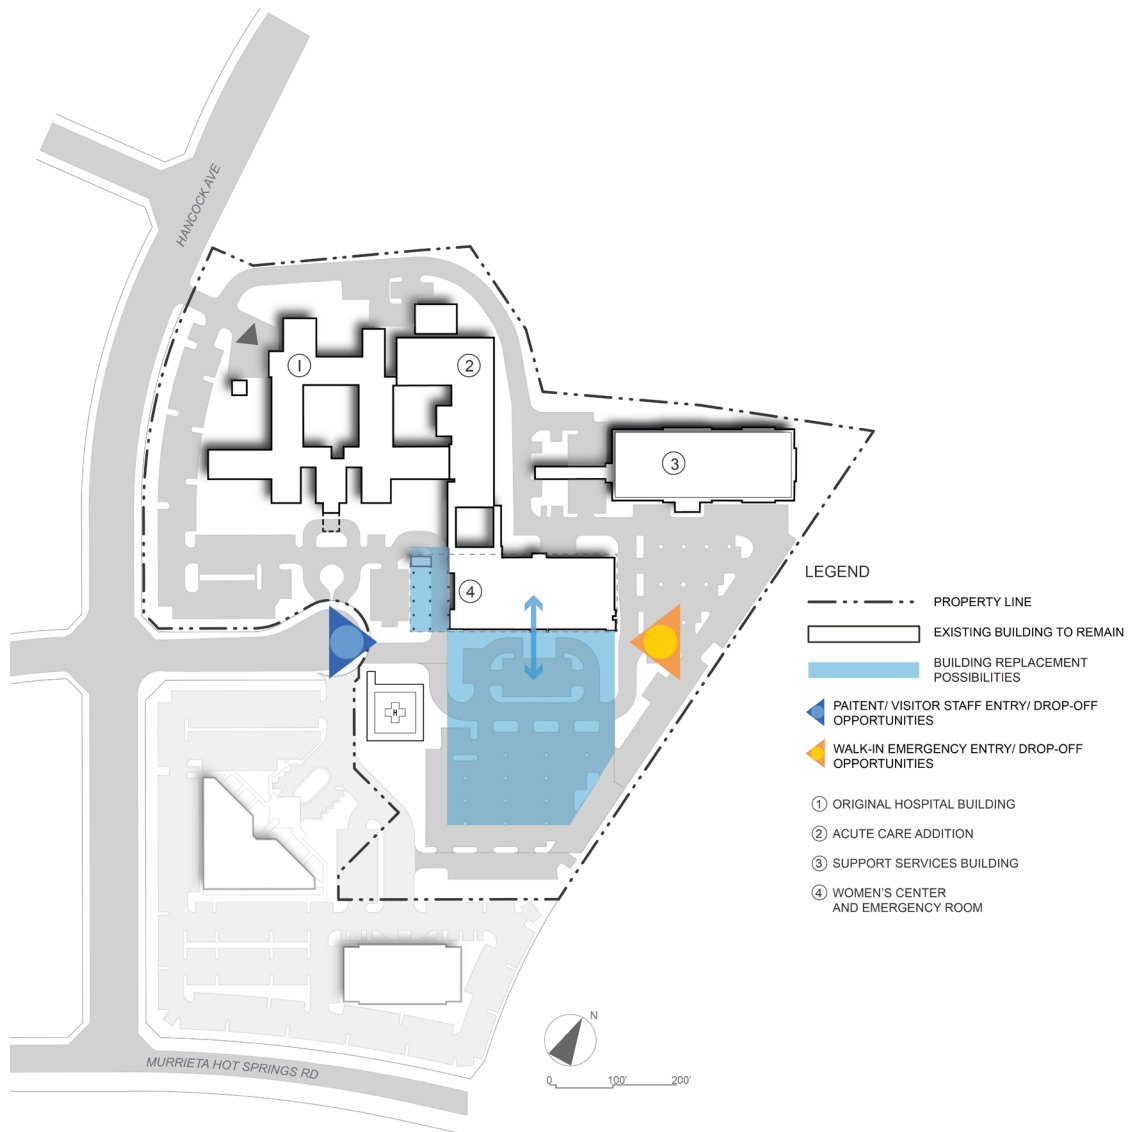 HANCOCK AVE
1
2
3
4
H
LEGEND
PROPERTY LINE
EXISTING BUILDING TO REMAIN
BUILDING REPLACEMENT
POSSIBILITIES
PAITENT/ VISITOR STAFF ENTRY/ DROP-OFF
OPPORTUNITIES
WALK-IN EMERGENCY ENTRY/ DROP-OFF
OPPORTUNITIES
1 ORIGINAL HOSPITAL BUILDING
2 ACUTE CARE ADDITION
3 SUPPORT SERVICES BUILDING
4 WOMEN'S CENTER
AND EMERGENCY ROOM
N
0 100' 200'
MURRIETA HOT SPRINGS RD